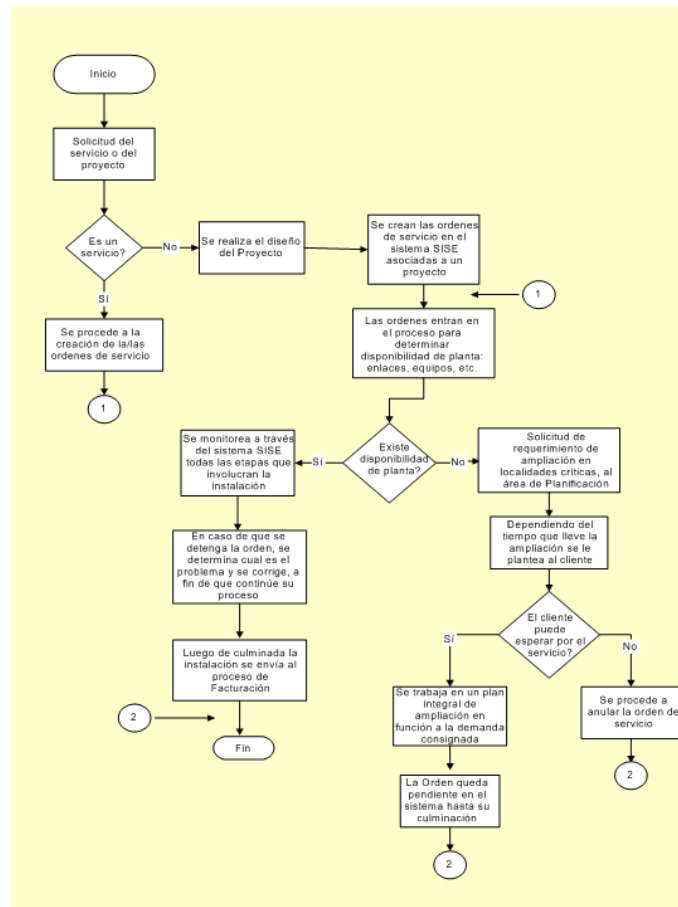 Inicio
Solicitud del
servicio o del
proyecto
Es un
servicio?
No
Se realiza el diseño
del Proyecto
Se crean las ordenes
de servicio en el
sistema SISE
asociadas a un
proyecto
Sí
1
Se procede a la
creación de la/las
ordenes de servicio
1
Las ordenes entran en
el proceso para
determinar
disponibilidad de planta:
enlaces, equipos, etc.
Existe
disponibilidad
de planta?
Sí
No
Se monitorea a través
del sistema SISE
todas las etapas que
involucran la
instalación
En caso de que se
detenga la orden, se
determina cual es el
problema y se corrige, a
fin de que continúe su
proceso
Luego de culminada la
instalación se envía al
proceso de
Facturación
2
Fin
Solicitud de
requerimiento de
ampliación en
localidades críticas, al
área de Planificación
Dependiendo del
tiempo que lleve la
ampliación se le
plantea al cliente
El cliente
puede
esperar por el
servicio?
Sí
No
Se trabaja en un plan
integral de
ampliación en
función a la demanda
consignada
La Orden queda
pendiente en el
sistema hasta su
culminación
2
Se procede a
anular la orden de
servicio
2